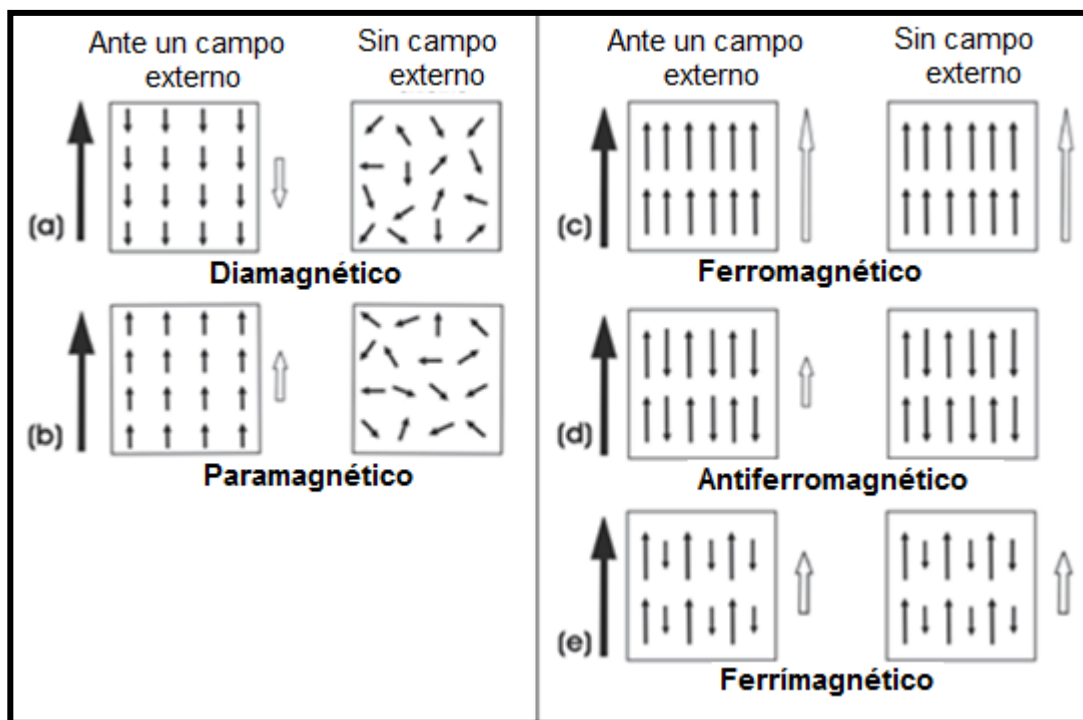 Ante un campo
externo
Sin campo
externo
(a)
Diamagnético
(b)
Paramagnético
Ante un campo
externo
Sin campo
externo
(c)
Ferromagnético
(d)
Antiferromagnético
(e)
Ferrímagnético